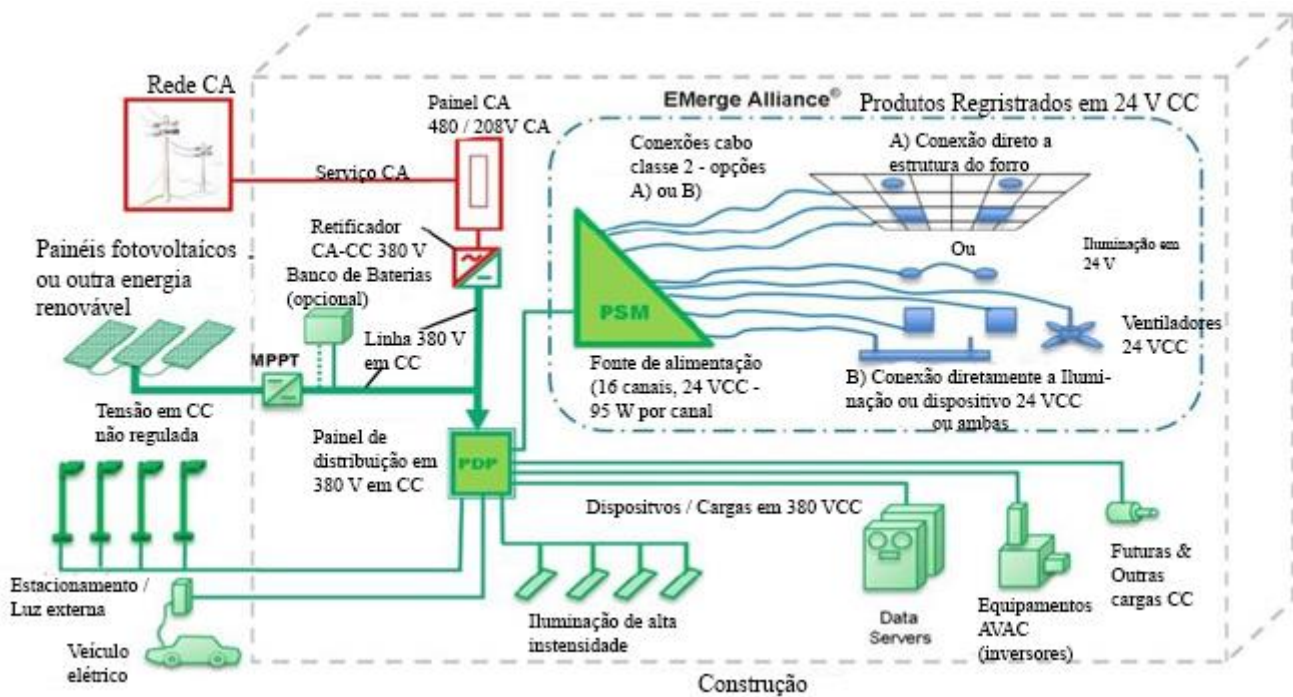 Rede CA
Painel CA
480 / 208V CA
EMerge Alliance®
Produtos Regristrados em 24 V CC
Conexões cabo
classe 2 - opções
A) ou B)
A) Conexão direto a
estrutura do forro
Serviço CA
Retificador
CA-CC 380 V
Banco de Baterias
(opcional)
Painéis fotovoltaícos
ou outra energia
renovável
Ou
Iluminação em
24 V
PSM
Linha 380 V
em CC
Ventiladores
24 VCC
MPPT
Fonte de alimentação
(16 canais, 24 VCC -
95 W por canal
B) Conexão diretamente a Ilumi-
nação ou dispositivo 24 VCC
ou ambas
Tensão em CC
não regulada
Painel de
distribuição em
380 V em CC
PDP
Dispositvos / Cargas em 380 VCC
Estacionamento /
Luz externa
Veículo
elétrico
Iluminação de alta
instensidade
Data
Servers
Equipamentos
AVAC
(inversores)
Futuras &
Outras
cargas CC
Construção